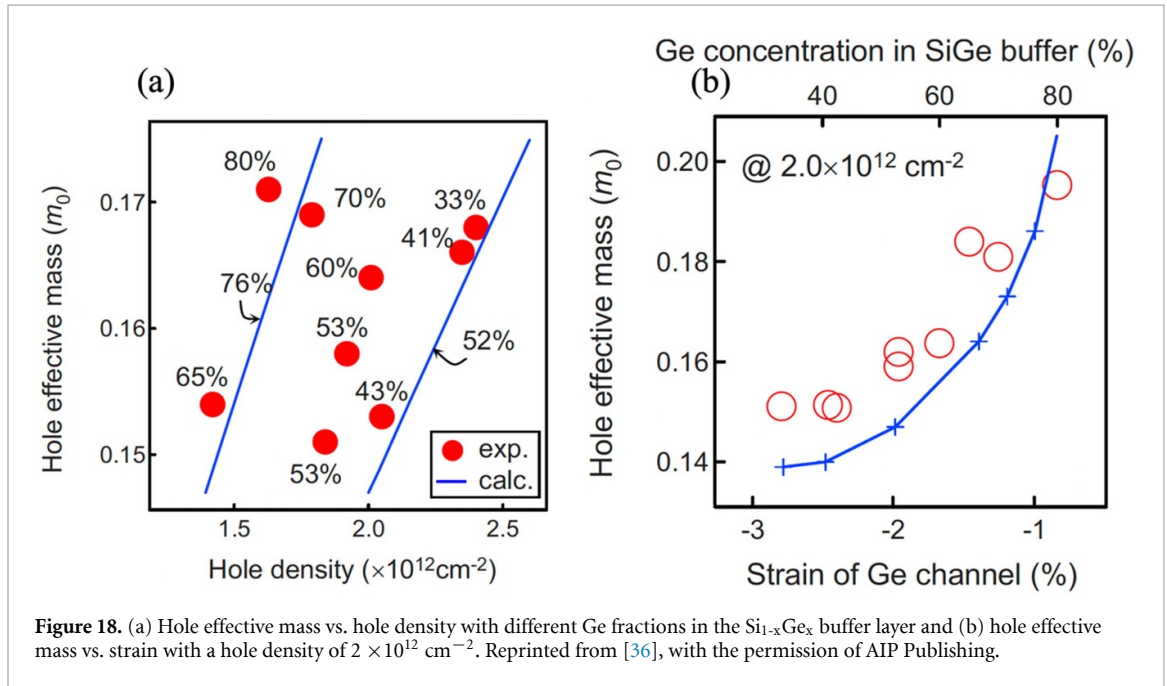 (a)
Hole effective mass (m₀)
0.17
0.16
0.15
80%
70%
33%
41%
60%
76%
53%
52%
65%
43%
53%
exp.
calc.
1.5 2.0 2.5
Hole density (×10¹²cm⁻²)
Ge concentration in SiGe buffer (%)
(b)
40 60 80
@ 2.0×10¹² cm⁻²
Hole effective mass (m₀)
0.20
0.18
0.16
0.14
-3 -2 -1
Strain of Ge channel (%)
Figure 18. (a) Hole effective mass vs. hole density with different Ge fractions in the Si₁₋ₓGeₓ buffer layer and (b) hole effective
mass vs. strain with a hole density of 2 ×10¹² cm⁻². Reprinted from [36], with the permission of AIP Publishing.